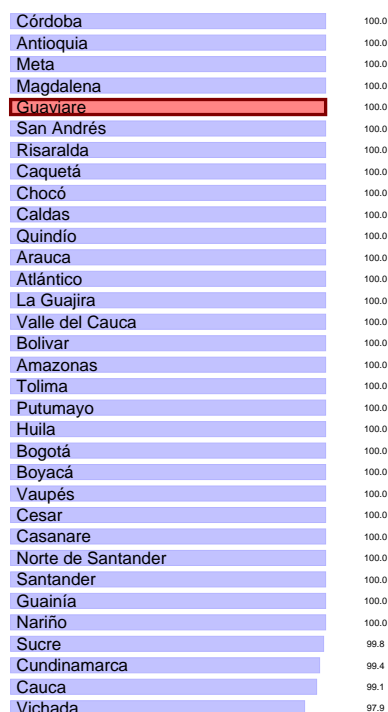 Córdoba 100.0
Antioquia 100.0
Meta 100.0
Magdalena 100.0
Guaviare 100.0
San Andrés 100.0
Risaralda 100.0
Caquetá 100.0
Chocó 100.0
Caldas 100.0
Quindío 100.0
Arauca 100.0
Atlántico 100.0
La Guajira 100.0
Valle del Cauca 100.0
Bolivar 100.0
Amazonas 100.0
Tolima 100.0
Putumayo 100.0
Huila 100.0
Bogotá 100.0
Boyacá 100.0
Vaupés 100.0
Cesar 100.0
Casanare 100.0
Norte de Santander 100.0
Santander 100.0
Guainía 100.0
Nariño 100.0
Sucre 99.8
Cundinamarca 99.4
Cauca 99.1
Vichada 97.9